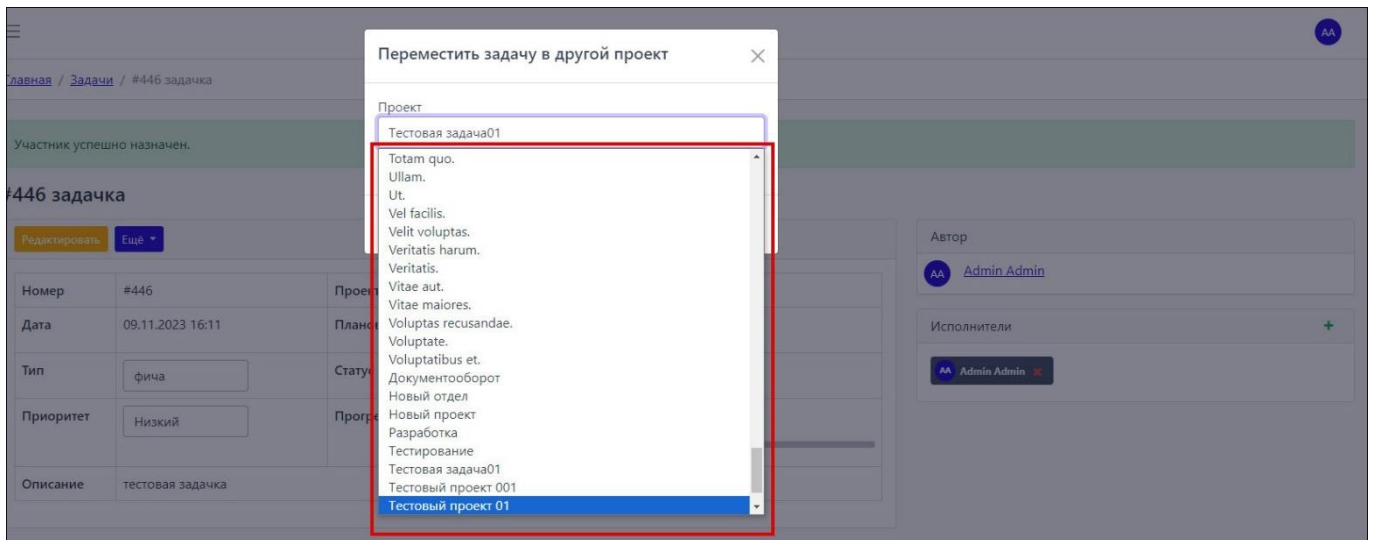 AA
Переместить задачу в другой проект
Главная / Задачи / #446 задачка
Проект
Тестовая задача01
Участник успешно назначен.
Totam quo.
Ullam.
Ut.
Vel facilis.
Velit voluptas.
Veritatis harum.
Veritatis.
Vitae aut.
Vitae maiores.
Voluptas recusandae.
Voluptate.
Voluptatibus et.
Документооборот
Новый отдел
Новый проект
Разработка
Тестирование
Тестовая задача01
Тестовый проект 001
Тестовый проект 01
#446 задачка
Редактировать Ещё
Номер #446
Дата 09.11.2023 16:11
Тип фича
Приоритет Низкий
Описание тестовая задачка
Автор
AA Admin Admin
Исполнители +
AA Admin Admin